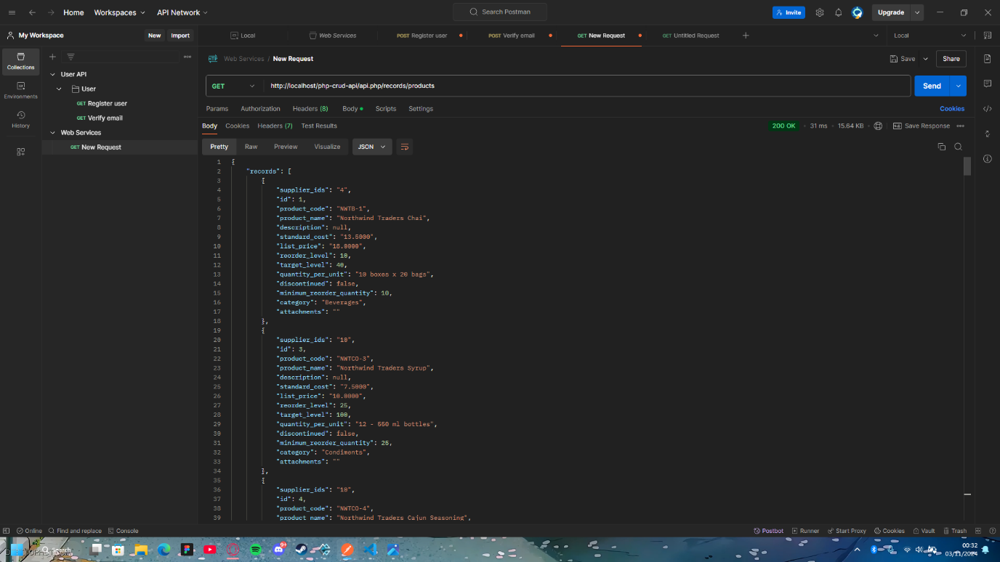 Home Workspaces API Network Search Postman Invite Upgrade
My Workspace New Import Local Web Services POST Register user POST Verify email GET New Request GET Untitled Request Local
Collections
Environments
History
User API
User
GET Register user
GET Verify email
Web Services
GET New Request
HTTP Web Services / New Request Save Share
GET http://localhost/php-crud-api/api.php/records/products Send
Params Authorization Headers (8) Body Scripts Settings Cookies
Body Cookies Headers (7) Test Results 200 OK 31 ms 15.64 KB Save Response
Pretty Raw Preview Visualize JSON
1 {
2 "records": [
3 {
4 "supplier_ids": "4",
5 "id": 1,
6 "product_code": "NWTB-1",
7 "product_name": "Northwind Traders Chai",
8 "description": null,
9 "standard_cost": "13.5000",
10 "list_price": "18.0000",
11 "reorder_level": 10,
12 "target_level": 40,
13 "quantity_per_unit": "10 boxes x 20 bags",
14 "discontinued": false,
15 "minimum_reorder_quantity": 10,
16 "category": "Beverages",
17 "attachments": ""
18 },
19 {
20 "supplier_ids": "10",
21 "id": 3,
22 "product_code": "NWTCO-3",
23 "product_name": "Northwind Traders Syrup",
24 "description": null,
25 "standard_cost": "7.5000",
26 "list_price": "10.0000",
27 "reorder_level": 25,
28 "target_level": 100,
29 "quantity_per_unit": "12 - 550 ml bottles",
30 "discontinued": false,
31 "minimum_reorder_quantity": 25,
32 "category": "Condiments",
33 "attachments": ""
34 },
35 {
36 "supplier_ids": "10",
37 "id": 4,
38 "product_code": "NWTCO-4",
39 "product_name": "Northwind Traders Cajun Seasoning",
Online Find and replace Console Postbot Runner Start Proxy Cookies Vault Trash
Search 9+ 00:32
03/11/2024